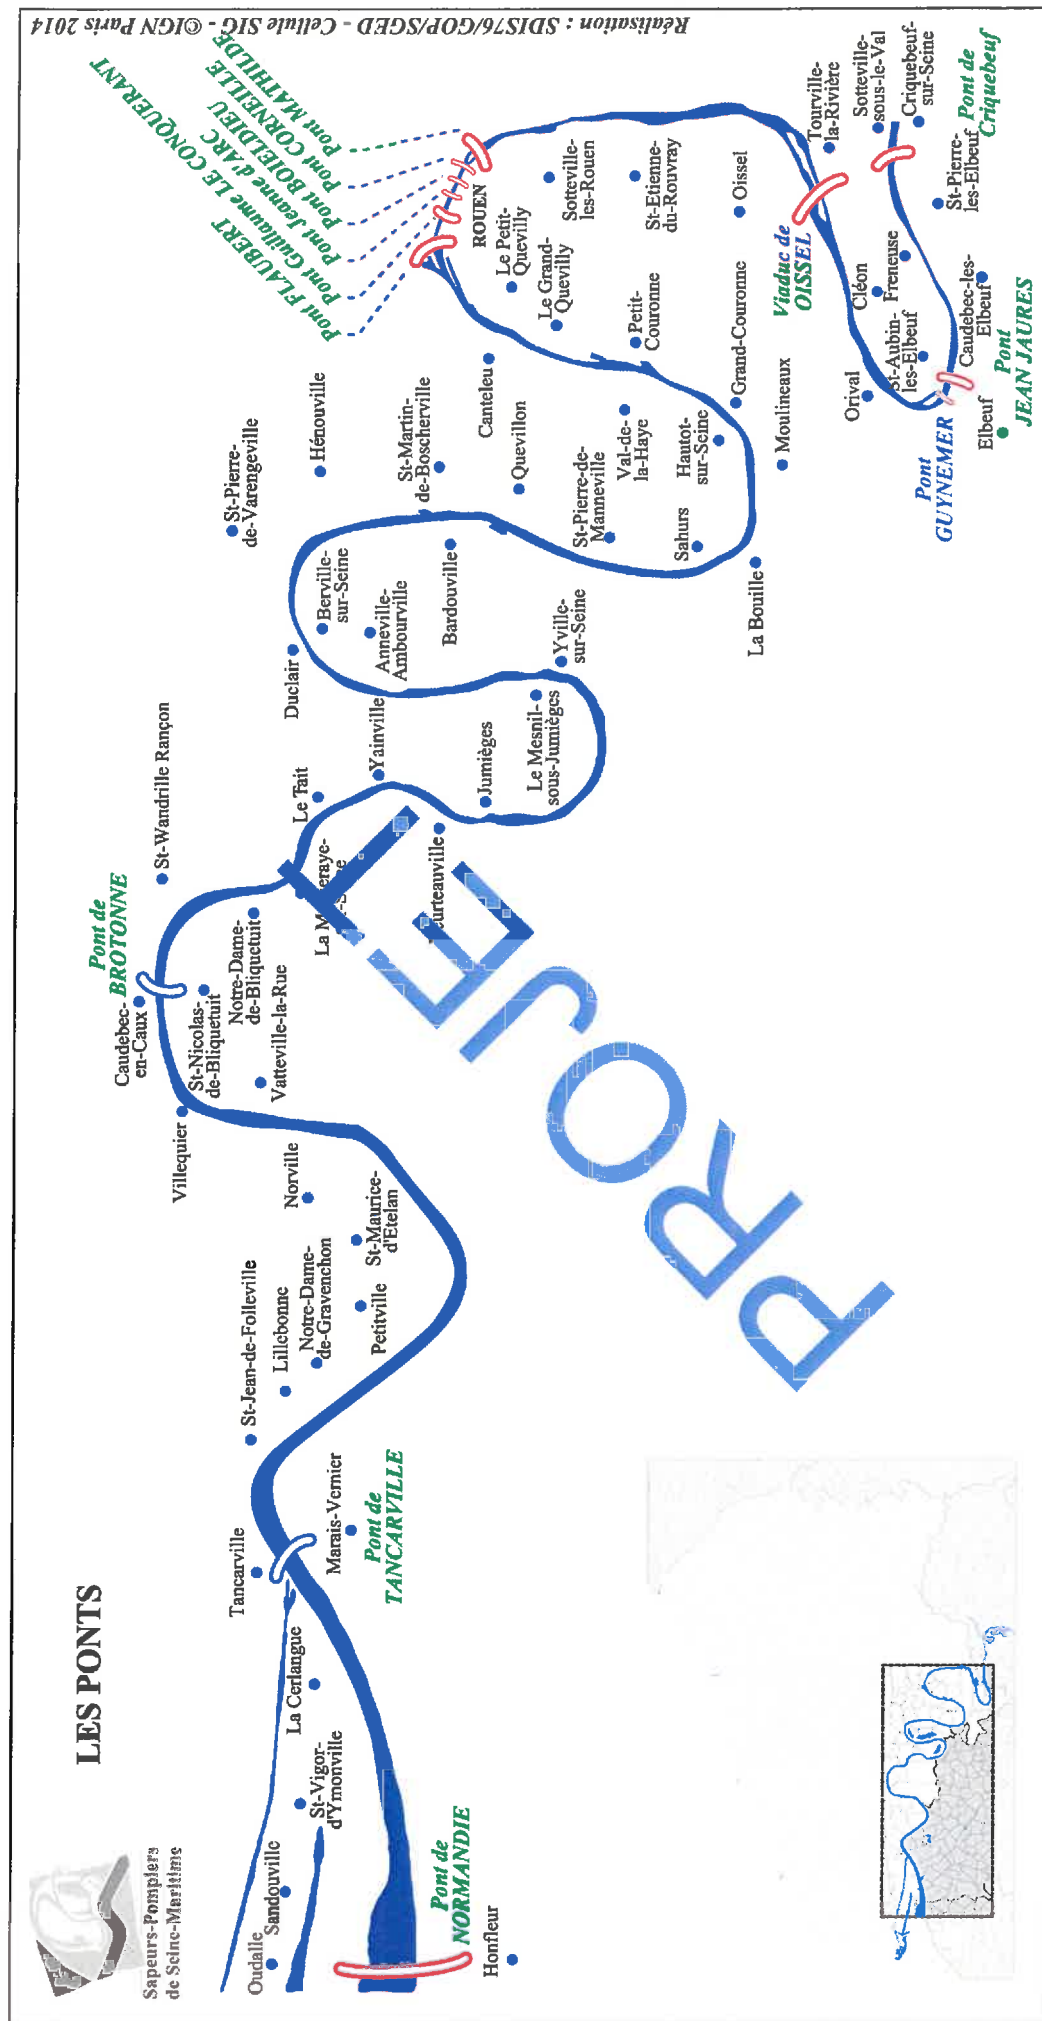 LES PONTS
Sapeurs-Pompiers
de Seine-Maritime
Réalisation : SDIS76/GOP/SGED - Cellule SIG - ©IGN Paris 2014
Oudalle
Sandouville
St-Vigor-
d'Ymonville
La Cerlangue
Honfleur
Pont de
NORMANDIE
Tancarville
Marais-Vernier
Pont de
TANCARVILLE
St-Jean-de-Folleville
Lillebonne
Notre-Dame-
de-Gravenchon
Petitville
St-Maurice-
d'Etelan
Norville
Villequier
Caudebec-
en-Caux
Pont de
BROTONNE
St-Nicolas-
de-Bliquetuit
Notre-Dame-
de-Bliquetuit
Vatteville-la-Rue
St-Wandrille Rançon
Le Trait
Yainville
Jumièges
Le Mesnil-
sous-Jumièges
Yville-
sur-Seine
Duclair
Berville-
sur-Seine
Anneville-
Ambourville
Bardouville
St-Pierre-
de-Varengeville
Hénouville
St-Martin-
de-Boscherville
Quevillon
Canteleu
St-Pierre-de-
Manneville
Val-de-
la-Haye
Hautot-
sur-Seine
Sahurs
La Bouille
Moulineaux
Grand-Couronne
Petit-
Couronne
Le Grand-
Quevilly
Le Petit-
Quevilly
ROUEN
Sotteville-
les-Rouen
St-Etienne-
du-Rouvray
Oissel
Pont FLAUBERT
Pont Guillaume LE CONQUERANT
Pont Jeanne d'ARC
Pont BOIELDIEU
Pont CORNEILLE
Pont MATHILDE
Viaduc de
OISSEL
Tourville-
la-Rivière
Sotteville-
sous-le-Val
Criquebeuf-
sur-Seine
Pont de
Criquebeuf
St-Pierre-
les-Elbeuf
Freneuse
Cléon
St-Aubin-
les-Elbeuf
Orival
Caudebec-les-
Elbeuf
Elbeuf
Pont
JEAN JAURES
Pont
GUYNEMER
PROJET